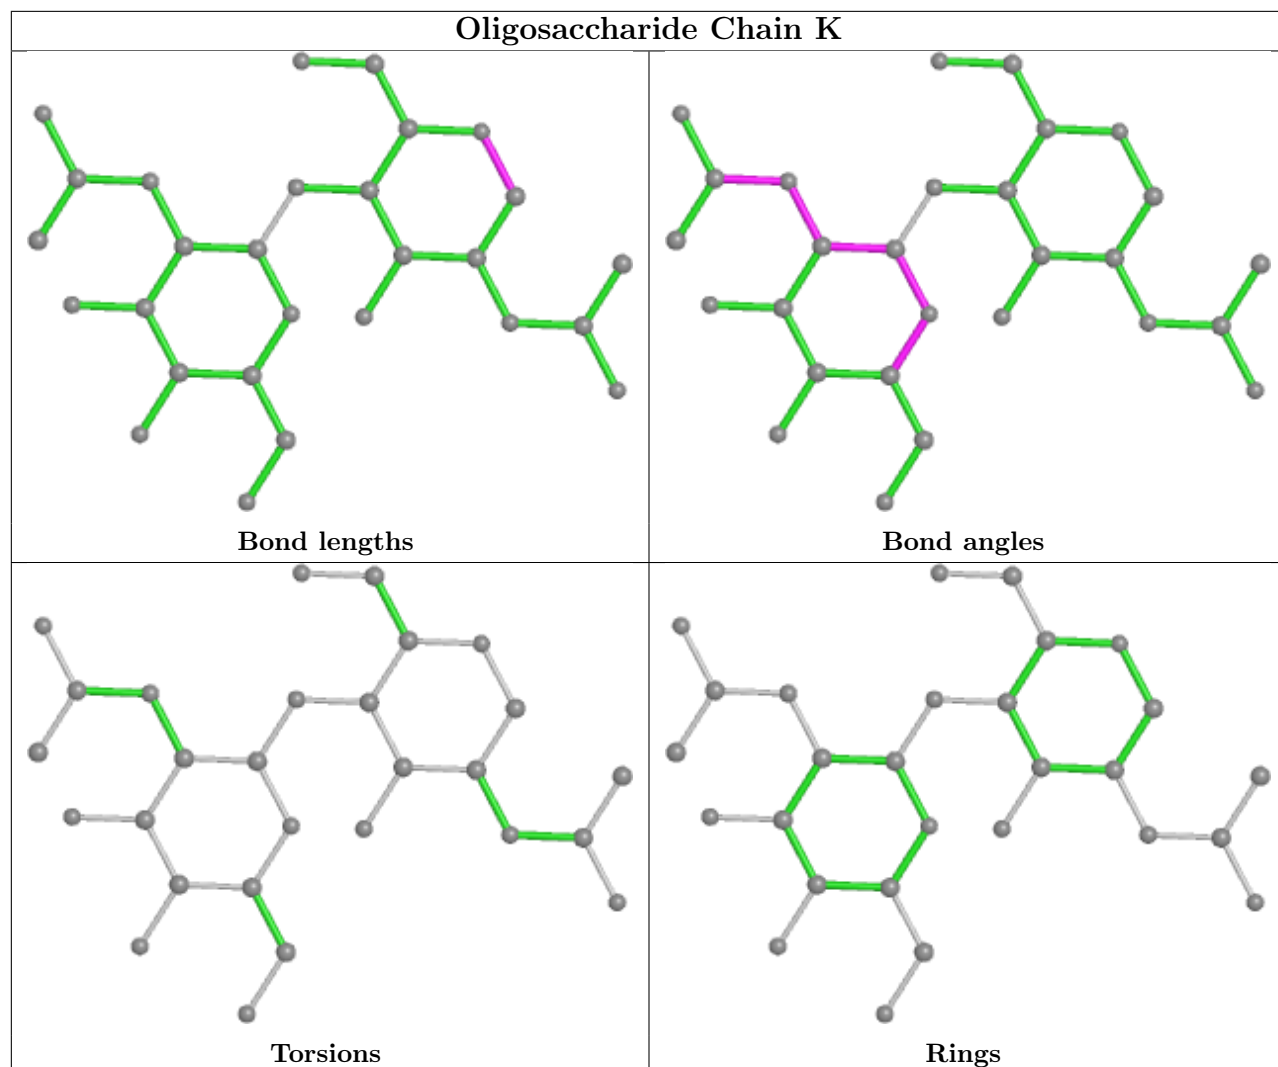 Oligosaccharide Chain K
Bond lengths
Bond angles
Torsions
Rings